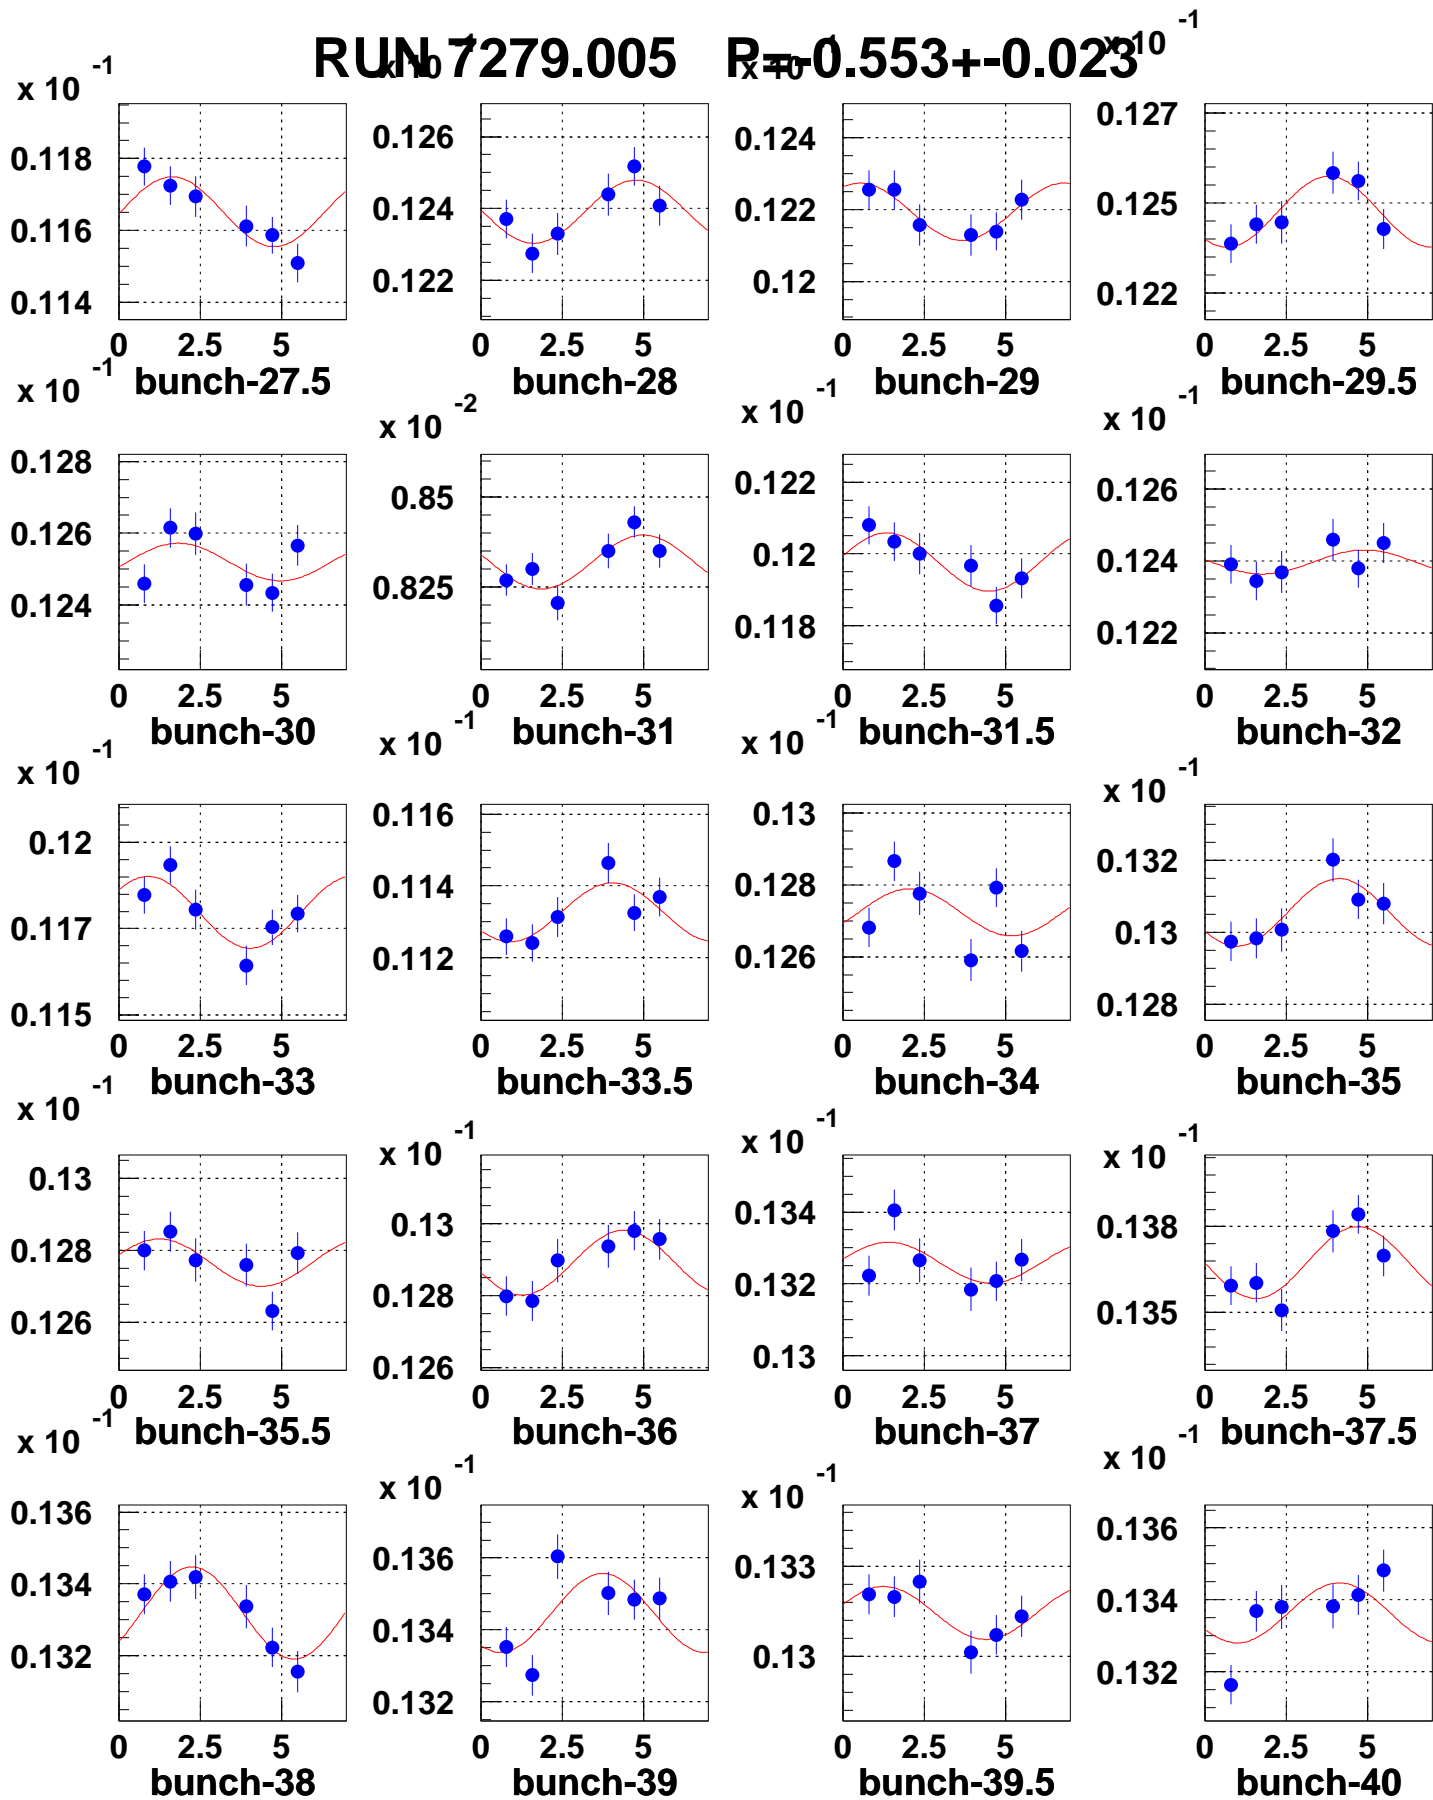 RUN 7279.005 P=-0.553+-0.023
x 10 -1
x 10 -1
x 10 -1
x 10 -1
0.118
0.116
0.114
0 2.5 5
bunch-27.5
0.126
0.124
0.122
0 2.5 5
bunch-28
0.124
0.122
0.12
0 2.5 5
bunch-29
0.127
0.125
0.122
0 2.5 5
bunch-29.5
x 10 -1
0.128
0.126
0.124
0 2.5 5
bunch-30
x 10 -2
0.85
0.825
0 2.5 5
bunch-31
x 10 -1
0.122
0.12
0.118
0 2.5 5
bunch-31.5
x 10 -1
0.126
0.124
0.122
0 2.5 5
bunch-32
x 10 -1
0.12
0.117
0.115
0 2.5 5
bunch-33
x 10 -1
0.116
0.114
0.112
0 2.5 5
bunch-33.5
x 10 -1
0.13
0.128
0.126
0 2.5 5
bunch-34
x 10 -1
0.132
0.13
0.128
0 2.5 5
bunch-35
x 10 -1
0.13
0.128
0.126
0 2.5 5
bunch-35.5
x 10 -1
0.13
0.128
0.126
0 2.5 5
bunch-36
x 10 -1
0.134
0.132
0.13
0 2.5 5
bunch-37
x 10 -1
0.138
0.135
0 2.5 5
bunch-37.5
x 10 -1
0.136
0.134
0.132
0 2.5 5
bunch-38
x 10 -1
0.136
0.134
0.132
0 2.5 5
bunch-39
x 10 -1
0.133
0.13
0 2.5 5
bunch-39.5
x 10 -1
0.136
0.134
0.132
0 2.5 5
bunch-40